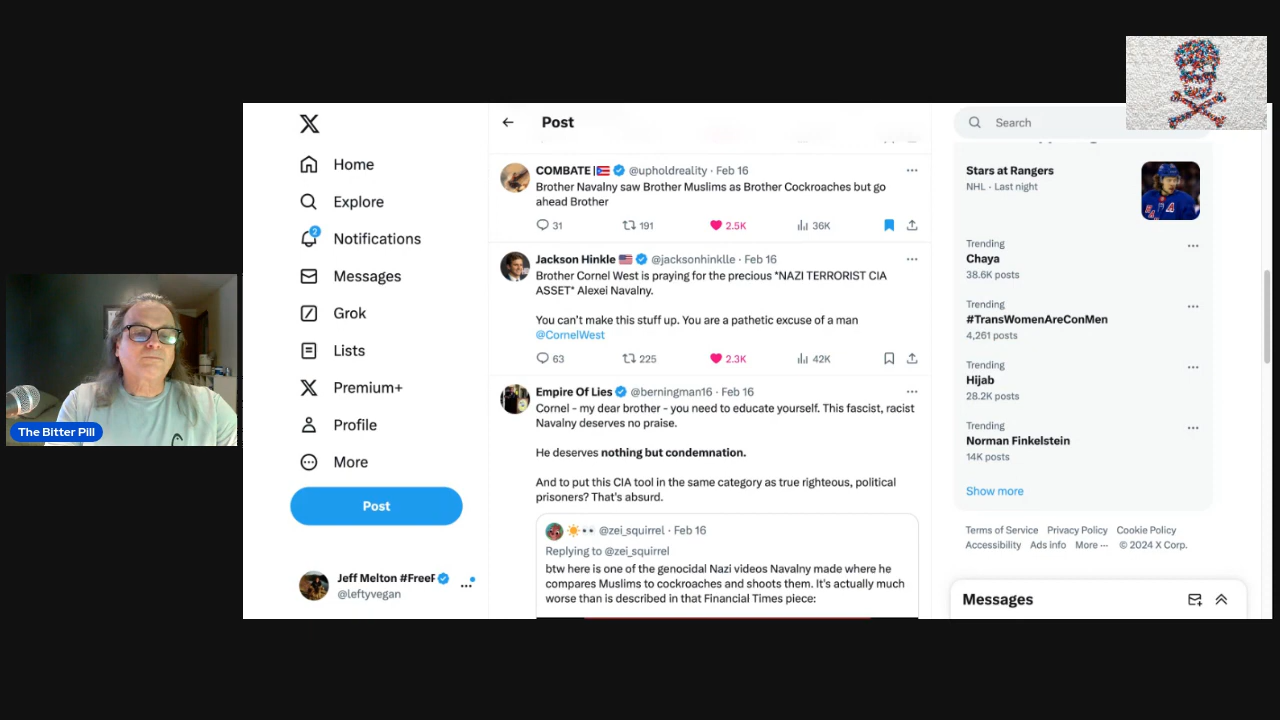 Post
Search
COMBATE | @upholdreality · Feb 16
Brother Navalny saw Brother Muslims as Brother Cockroaches but go
ahead Brother
31 191 2.5K 36K
Jackson Hinkle @jacksonhinklle · Feb 16
Brother Cornel West is praying for the precious *NAZI TERRORIST CIA
ASSET* Alexei Navalny.
You can't make this stuff up. You are a pathetic excuse of a man
@CornelWest
63 225 2.3K 42K
Empire Of Lies @berningman16 · Feb 16
Cornel - my dear brother - you need to educate yourself. This fascist, racist
Navalny deserves no praise.
He deserves nothing but condemnation.
And to put this CIA tool in the same category as true righteous, political
prisoners? That's absurd.
@zei_squirrel · Feb 16
Replying to @zei_squirrel
btw here is one of the genocidal Nazi videos Navalny made where he
compares Muslims to cockroaches and shoots them. It's actually much
worse than is described in that Financial Times piece:
X
Home
Explore
2
Notifications
Messages
Grok
Lists
Premium+
Profile
More
Post
Jeff Melton #FreeF
@leftyvegan
Stars at Rangers
NHL · Last night
Trending
Chaya
38.6K posts
Trending
#TransWomenAreConMen
4,261 posts
Trending
Hijab
28.2K posts
Trending
Norman Finkelstein
14K posts
Show more
Terms of Service Privacy Policy Cookie Policy
Accessibility Ads info More ··· © 2024 X Corp.
Messages
The Bitter Pill